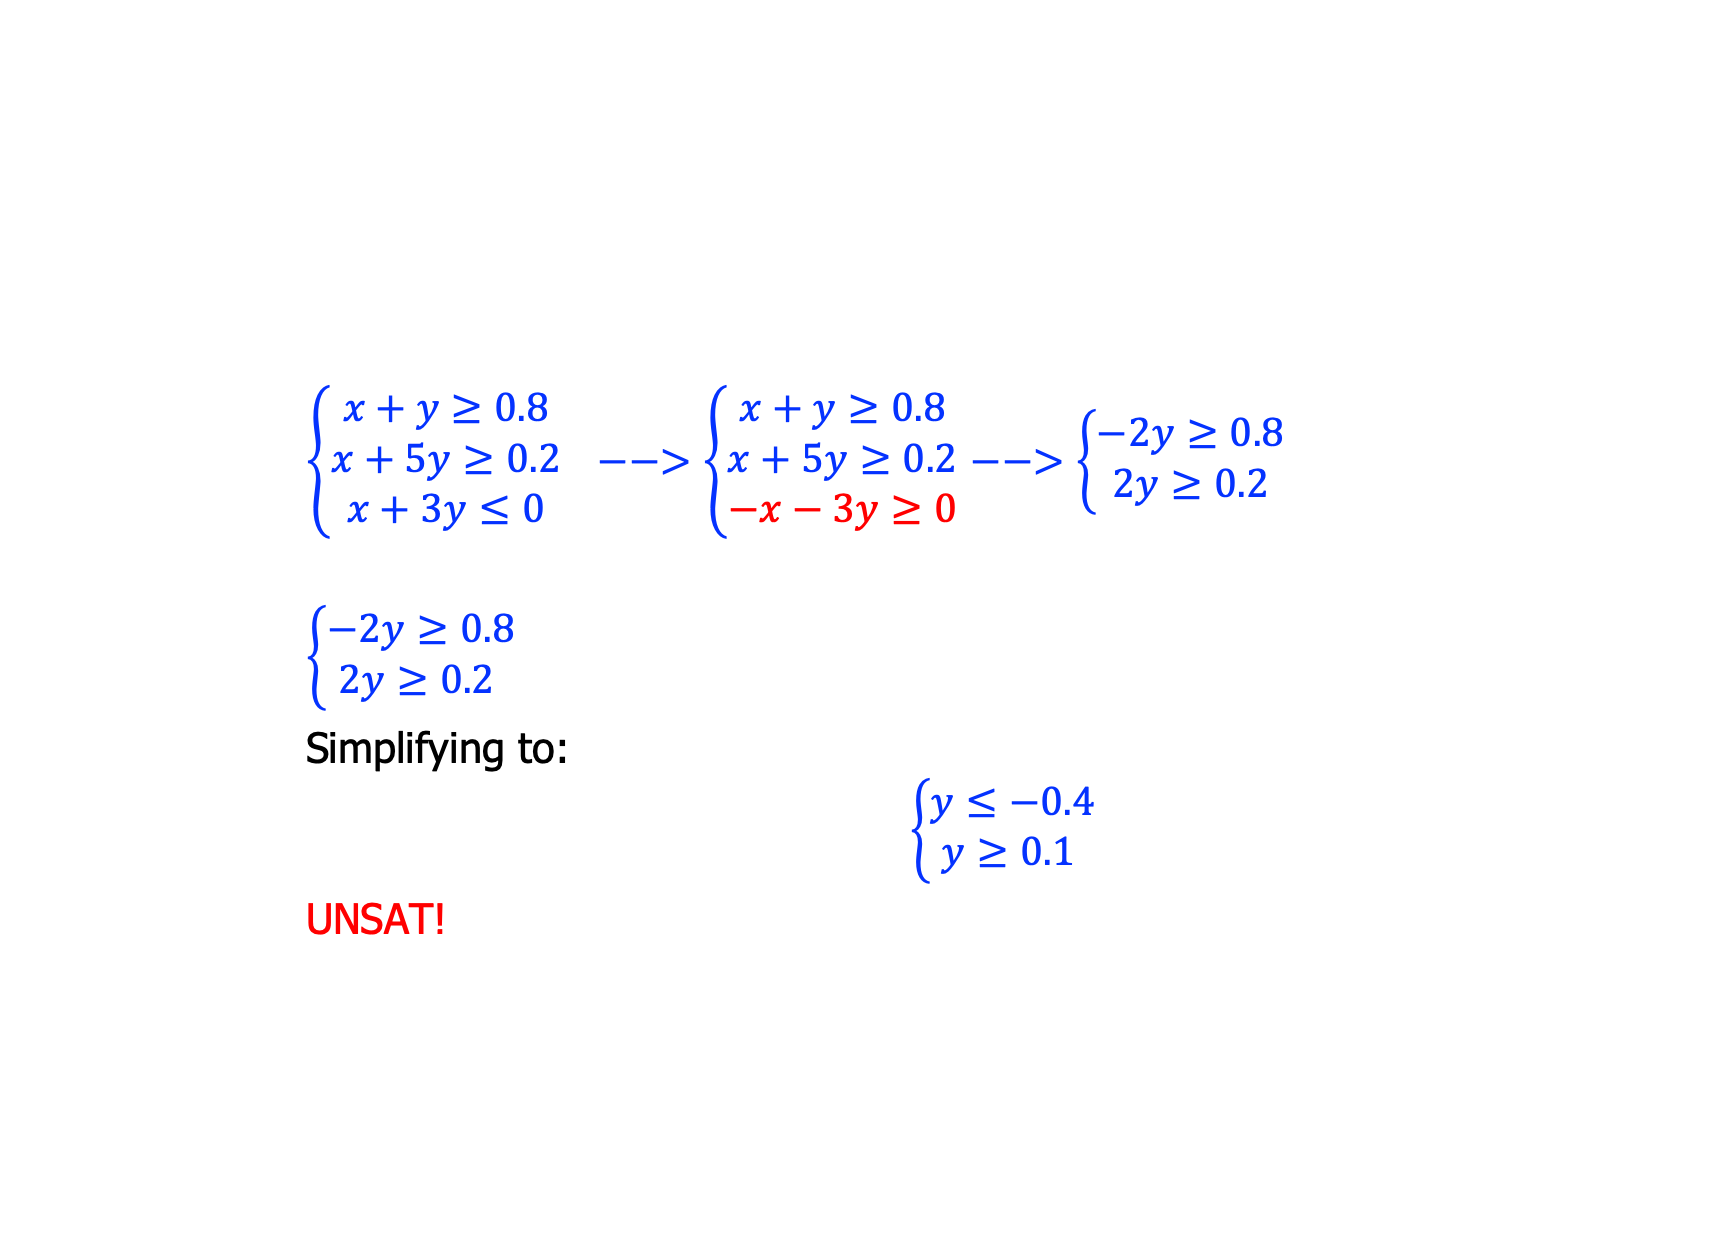 x + y ≥ 0.8
x + 5y ≥ 0.2
x + 3y ≤ 0
-->
x + y ≥ 0.8
x + 5y ≥ 0.2
−x − 3y ≥ 0
-->
−2y ≥ 0.8
2y ≥ 0.2
−2y ≥ 0.8
2y ≥ 0.2
Simplifying to:
y ≤ −0.4
y ≥ 0.1
UNSAT!